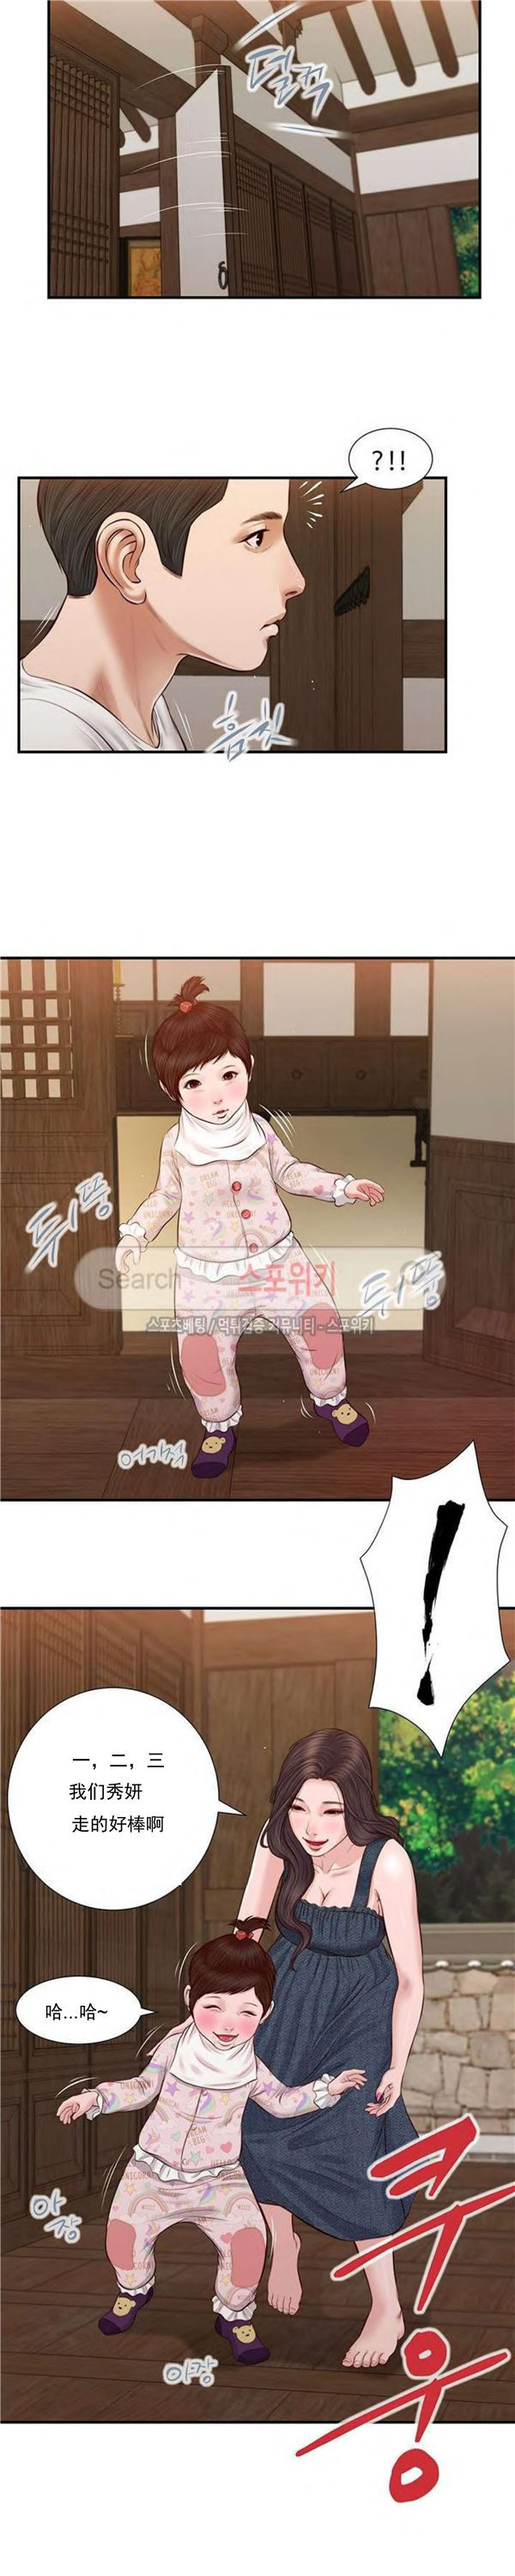 덜컥
?!!
흠칫
뒤뚱
뒤뚱
Search 스포위키
스포츠베팅 / 먹튀검증 커뮤니티 - 스포위키
어기적
一，二，三
我们秀妍
走的好棒啊
哈...哈~
아장
아장
쿠웅